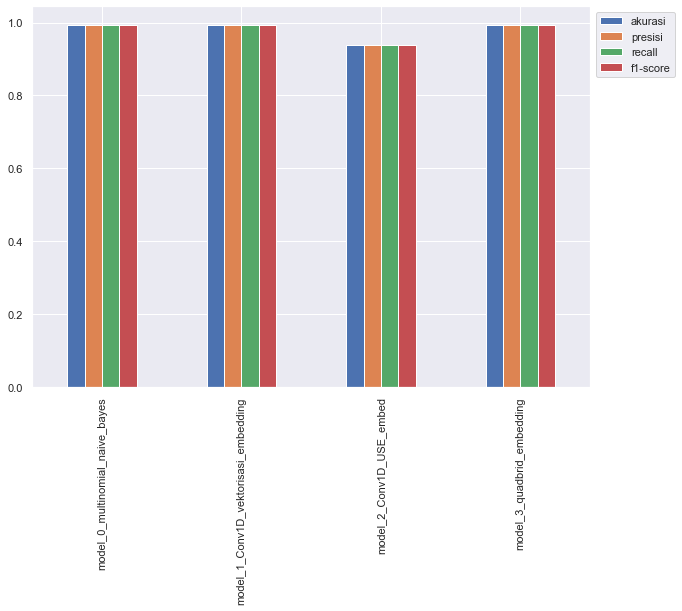 1.0
0.8
0.6
0.4
0.2
0.0
akurasi
presisi
recall
f1-score
model_0_multinomial_naive_bayes
model_1_Conv1D_vektorisasi_embedding
model_2_Conv1D_USE_embed
model_3_quadbrid_embedding